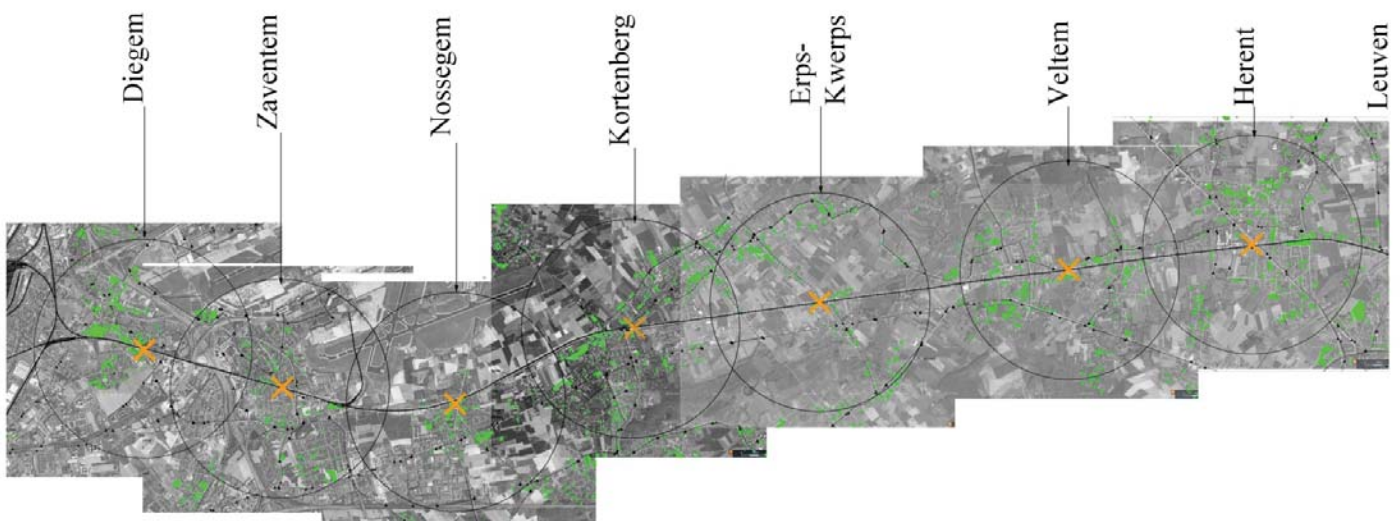 Diegem
Zaventem
Nossegem
Kortenberg
Erps-
Kwerps
Veltem
Herent
Leuven